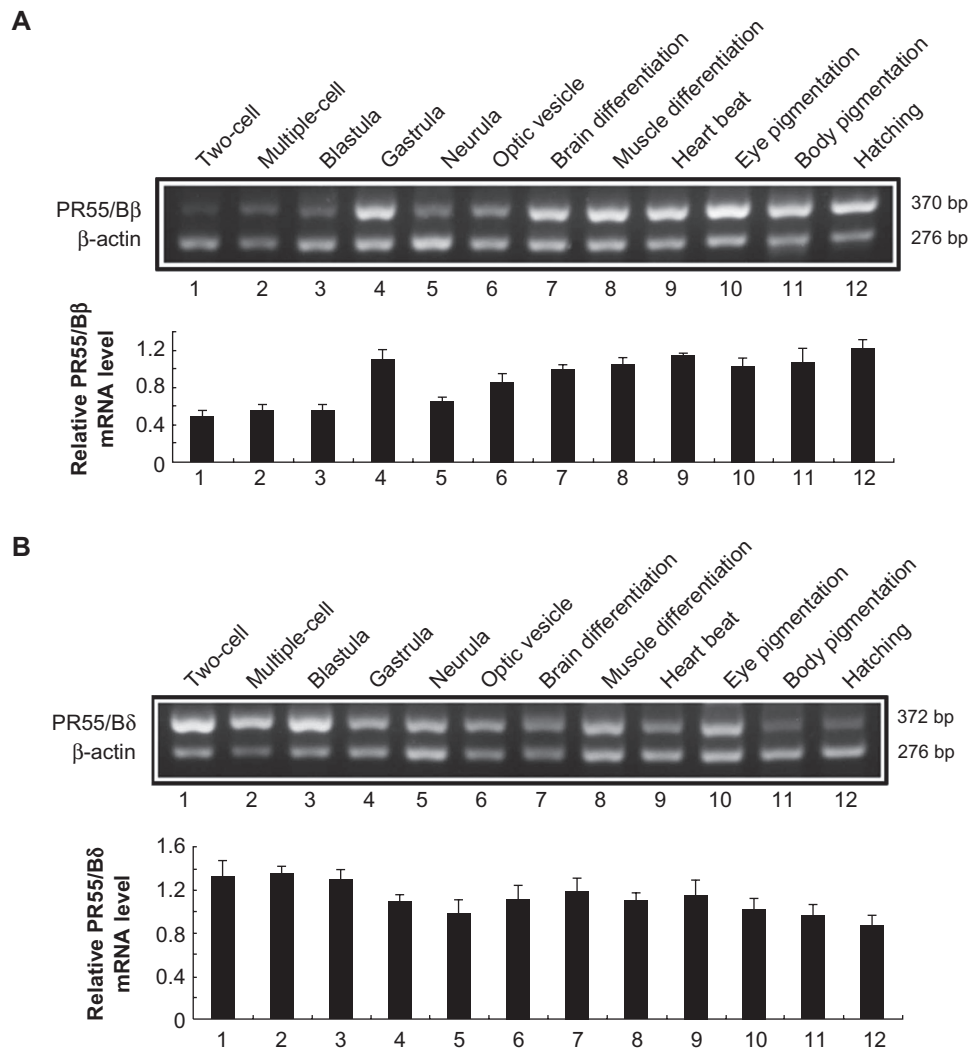 A
Two-cell
Multiple-cell
Blastula
Gastrula
Neurula
Optic vesicle
Brain differentiation
Muscle differentiation
Heart beat
Eye pigmentation
Body pigmentation
Hatching
PR55/Bβ
370 bp
β-actin
276 bp
1 2 3 4 5 6 7 8 9 10 11 12
Relative PR55/Bβ
mRNA level
1.2
0.8
0.4
0
1 2 3 4 5 6 7 8 9 10 11 12
B
Two-cell
Multiple-cell
Blastula
Gastrula
Neurula
Optic vesicle
Brain differentiation
Muscle differentiation
Heart beat
Eye pigmentation
Body pigmentation
Hatching
PR55/Bδ
372 bp
β-actin
276 bp
1 2 3 4 5 6 7 8 9 10 11 12
Relative PR55/Bδ
mRNA level
1.6
1.2
0.8
0.4
0
1 2 3 4 5 6 7 8 9 10 11 12